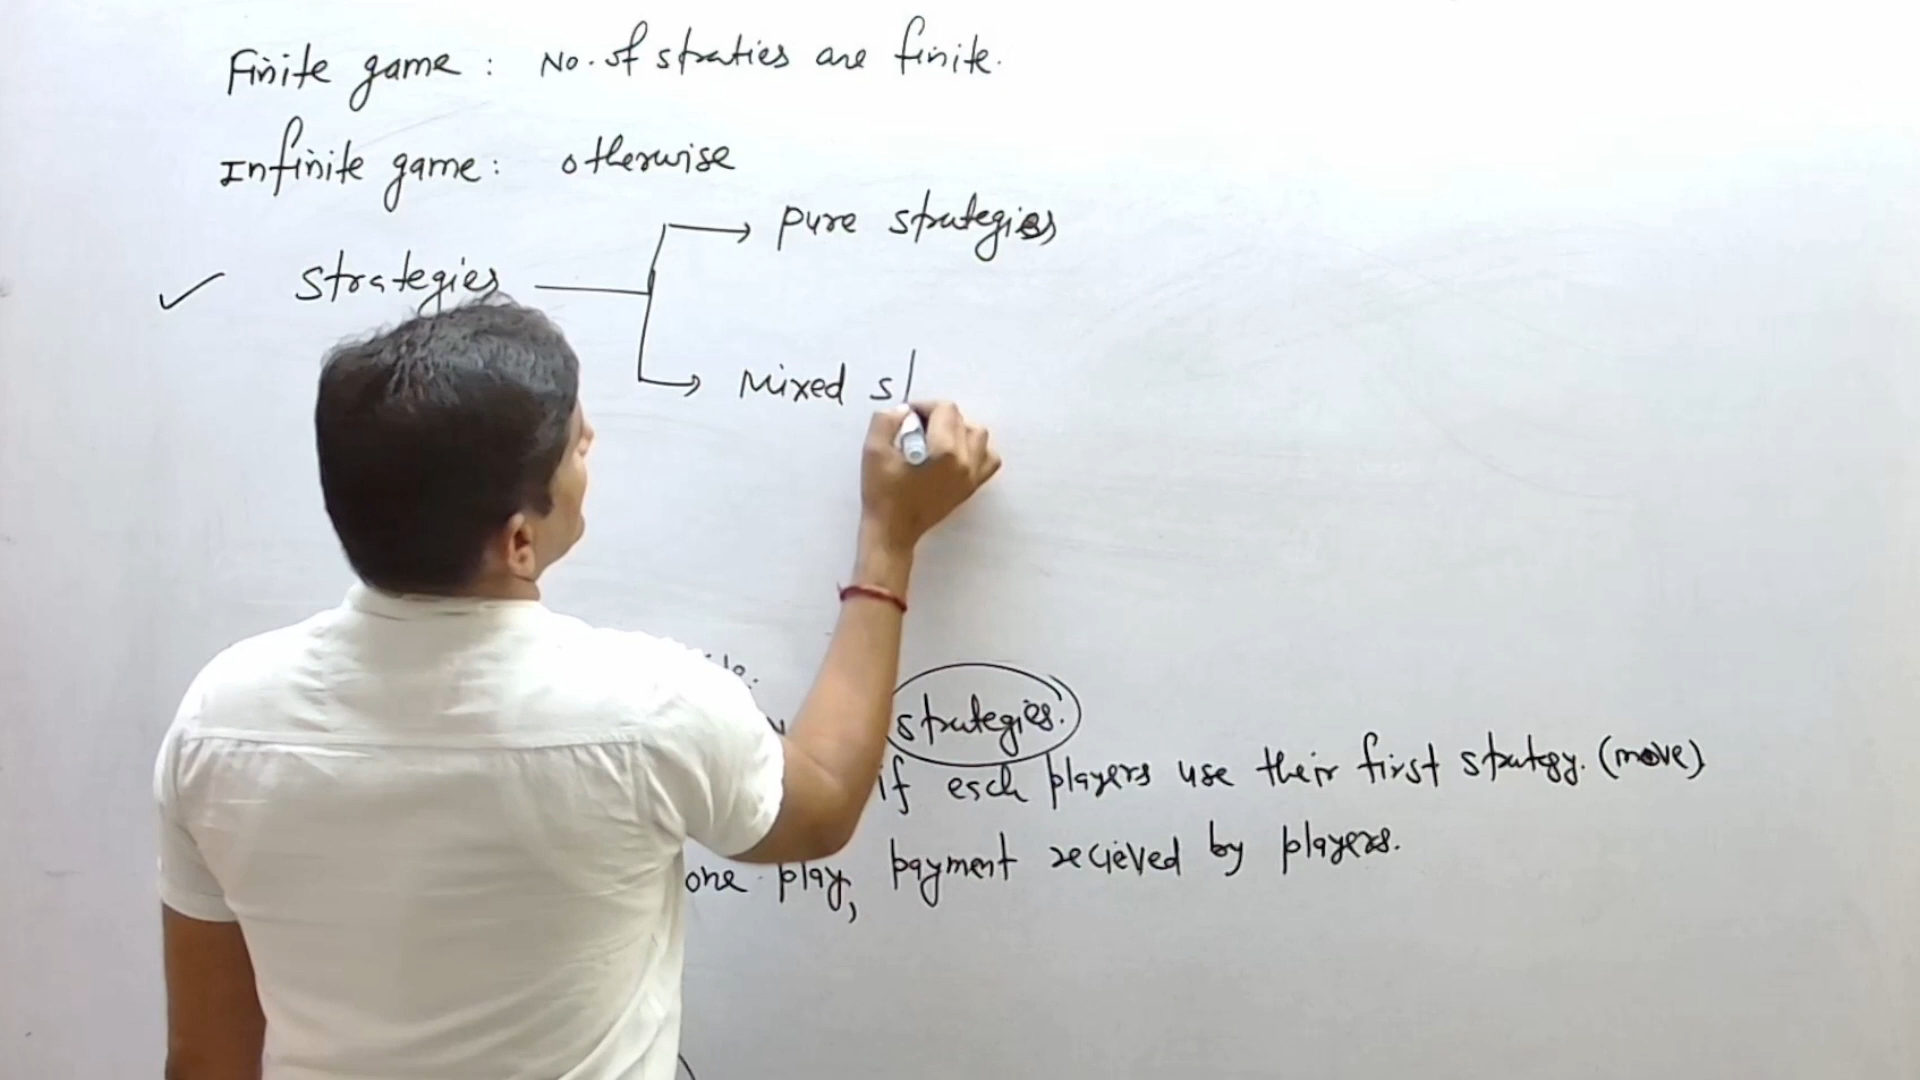 Finite game : No. of straties are finite.
Infinite game : otherwise
pure strategies
✓ Strategies
Mixed s
strategies.
if esch players use their first strategy. (move)
one play, payment recieved by players.